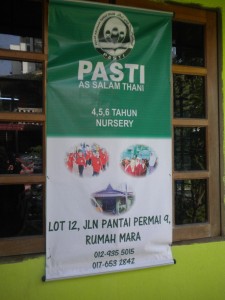 PASTI
AS SALAM THANI
4,5,6 TAHUN
NURSERY
LOT 12, JLN PANTAI PERMAI 9,
RUMAH MARA
012-935 5015
017-653 2842